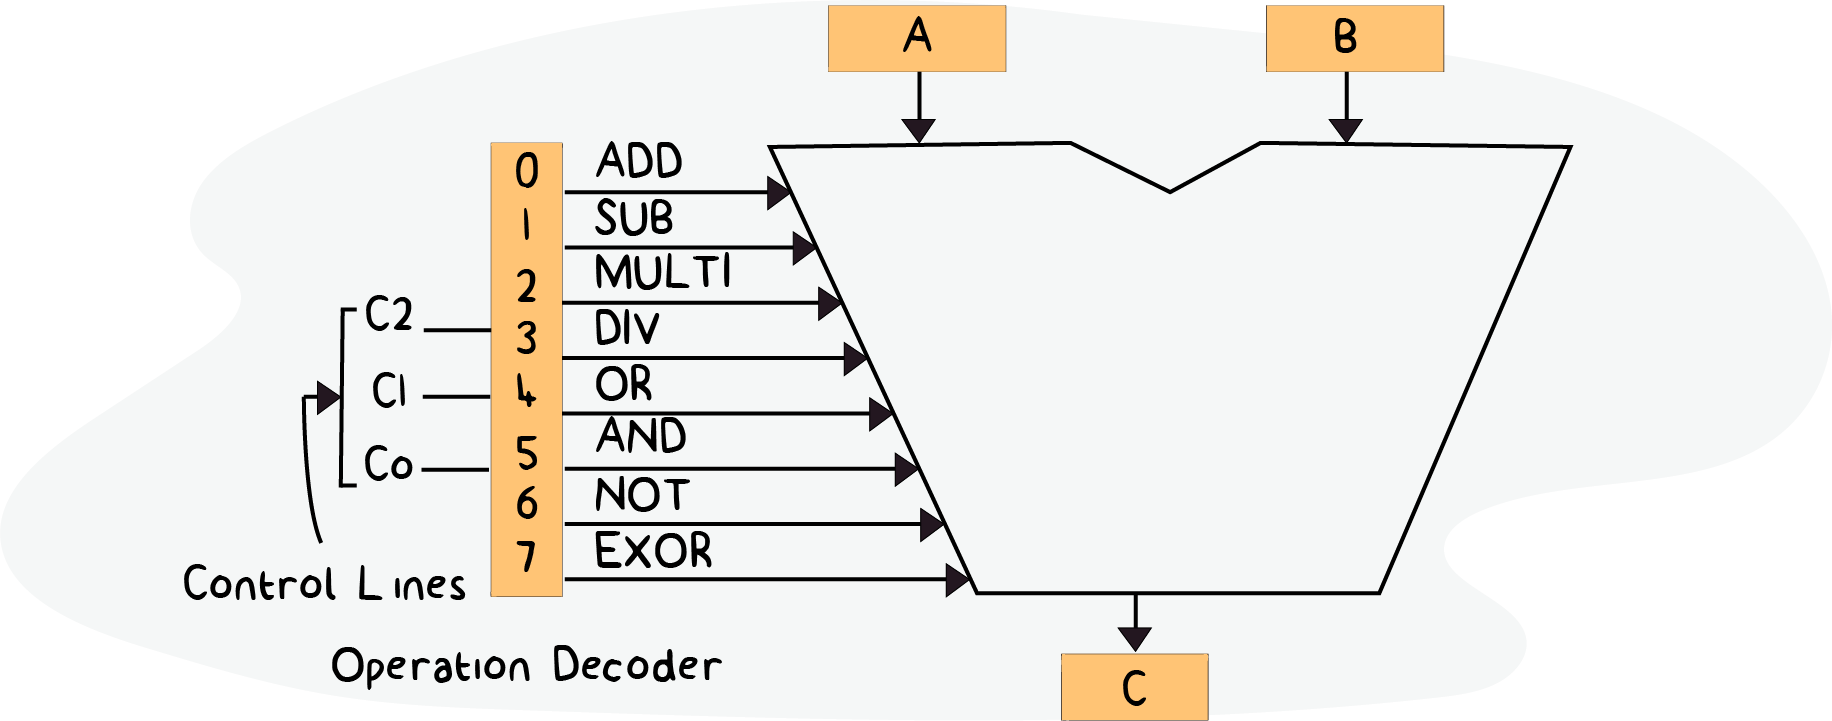 A
B
0 ADD
1 SUB
2 MULTI
3 DIV
4 OR
5 AND
6 NOT
7 EXOR
C2
C1
Co
Control Lines
Operation Decoder
C